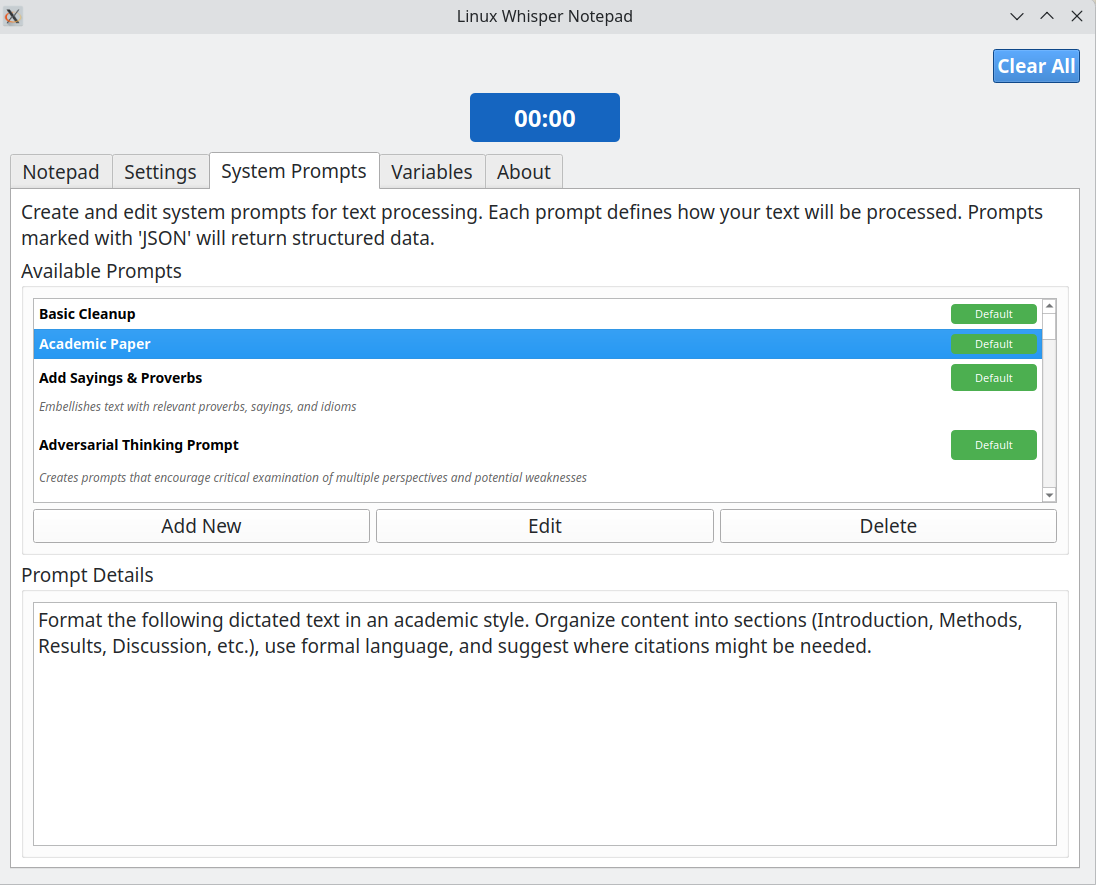 Linux Whisper Notepad
Clear All
00:00
Notepad Settings System Prompts Variables About
Create and edit system prompts for text processing. Each prompt defines how your text will be processed. Prompts
marked with 'JSON' will return structured data.
Available Prompts
Basic Cleanup Default
Academic Paper Default
Add Sayings & Proverbs Default
Embellishes text with relevant proverbs, sayings, and idioms
Adversarial Thinking Prompt Default
Creates prompts that encourage critical examination of multiple perspectives and potential weaknesses
Add New Edit Delete
Prompt Details
Format the following dictated text in an academic style. Organize content into sections (Introduction, Methods,
Results, Discussion, etc.), use formal language, and suggest where citations might be needed.